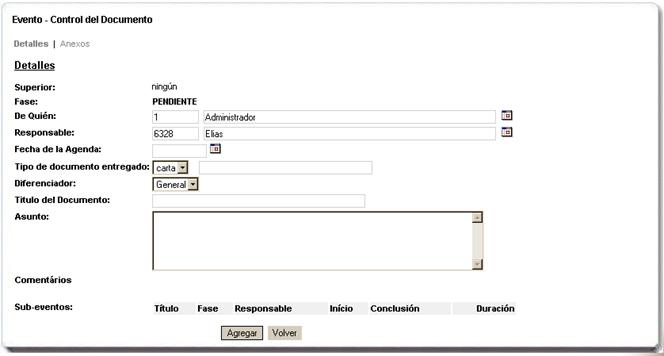 Evento - Control del Documento
Detalles | Anexos
Detalles
Superior: ningún
Fase: PENDIENTE
De Quién: 1 Administrador
Responsable: 6328 Elias
Fecha de la Agenda:
Tipo de documento entregado: carta
Diferenciador: General
Titulo del Documento:
Asunto:
Comentários
Sub-eventos: Título Fase Responsable Início Conclusión Duración
Agregar Volver